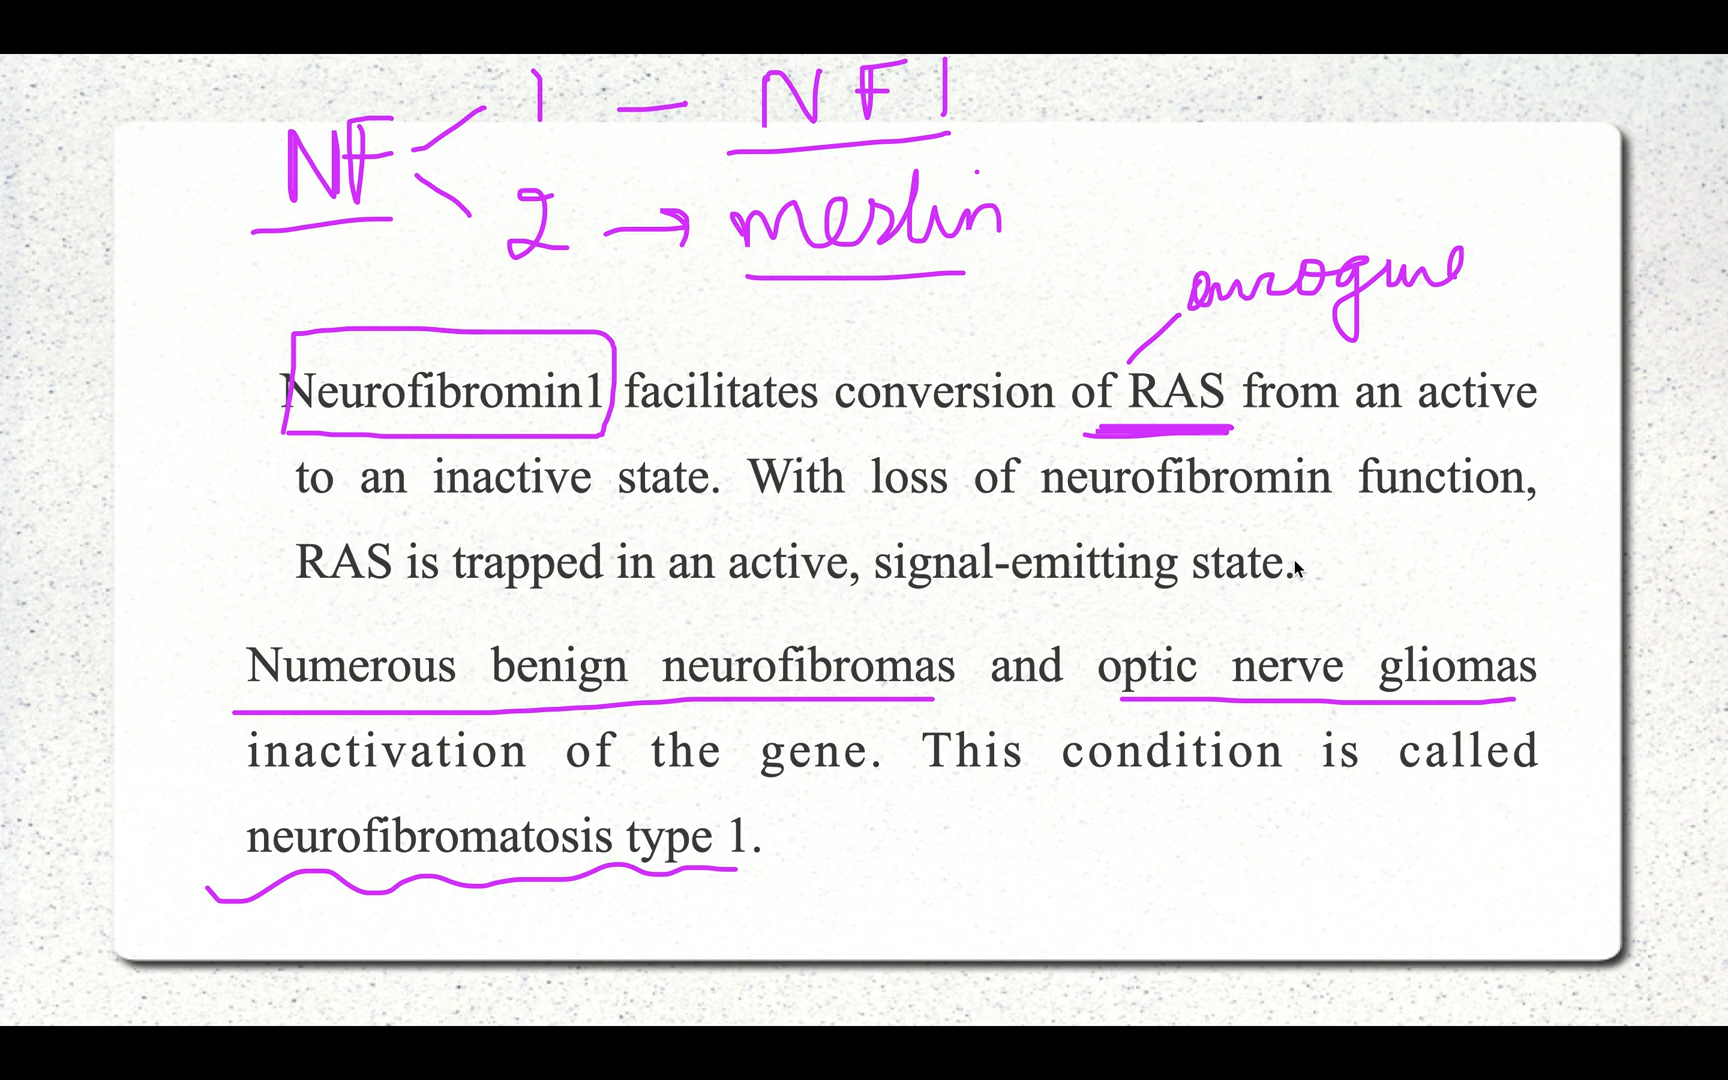 1 — NF1
NF
2 → merlin
oncogene
Neurofibromin1 facilitates conversion of RAS from an active
to an inactive state. With loss of neurofibromin function,
RAS is trapped in an active, signal-emitting state.
Numerous benign neurofibromas and optic nerve gliomas
inactivation of the gene. This condition is called
neurofibromatosis type 1.